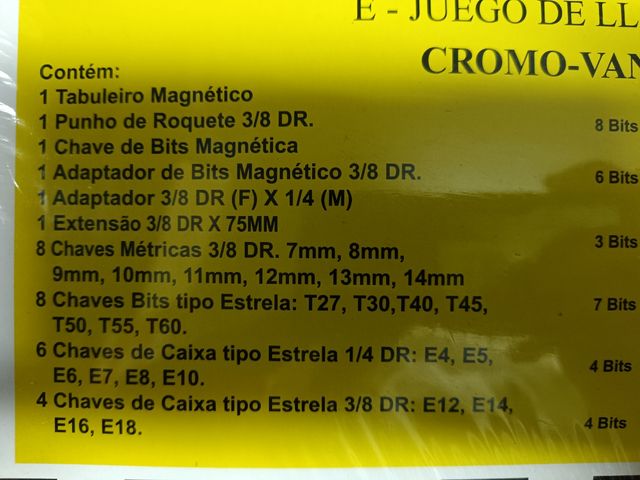 E - JUEGO DE LL
CROMO-VAN
Contém:
1 Tabuleiro Magnético
1 Punho de Roquete 3/8 DR.
8 Bits
1 Chave de Bits Magnética
1 Adaptador de Bits Magnético 3/8 DR.
6 Bits
1 Adaptador 3/8 DR (F) X 1/4 (M)
1 Extensão 3/8 DR X 75MM
3 Bits
8 Chaves Métricas 3/8 DR. 7mm, 8mm,
9mm, 10mm, 11mm, 12mm, 13mm, 14mm
8 Chaves Bits tipo Estrela: T27, T30,T40, T45,
7 Bits
T50, T55, T60.
6 Chaves de Caixa tipo Estrela 1/4 DR: E4, E5,
4 Bits
E6, E7, E8, E10.
4 Chaves de Caixa tipo Estrela 3/8 DR: E12, E14,
E16, E18.
4 Bits